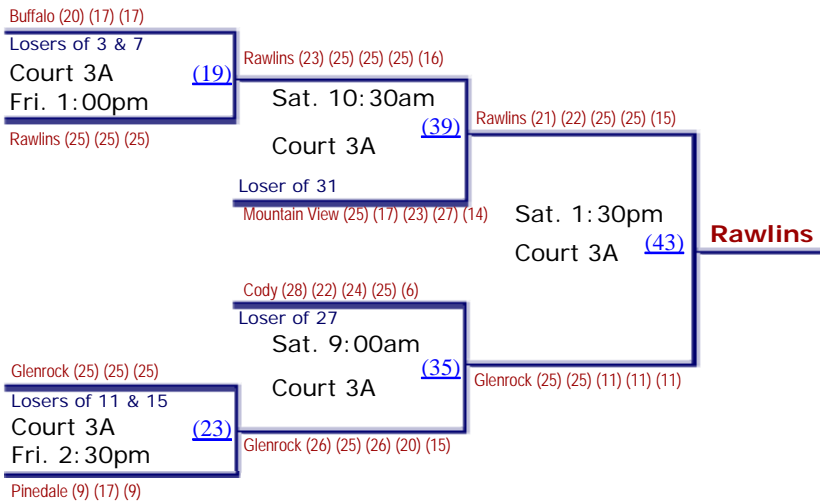 Buffalo (20) (17) (17)
Losers of 3 & 7
Court 3A
(19)
Fri. 1:00pm
Rawlins (25) (25) (25)
Rawlins (23) (25) (25) (25) (16)
Sat. 10:30am
(39)
Court 3A
Loser of 31
Mountain View (25) (17) (23) (27) (14)
Rawlins (21) (22) (25) (25) (15)
Sat. 1:30pm
(43)
Court 3A
Rawlins
Cody (28) (22) (24) (25) (6)
Loser of 27
Sat. 9:00am
(35)
Court 3A
Glenrock (25) (25) (11) (11) (11)
Glenrock (25) (25) (25)
Losers of 11 & 15
Court 3A
(23)
Fri. 2:30pm
Glenrock (26) (25) (26) (20) (15)
Pinedale (9) (17) (9)